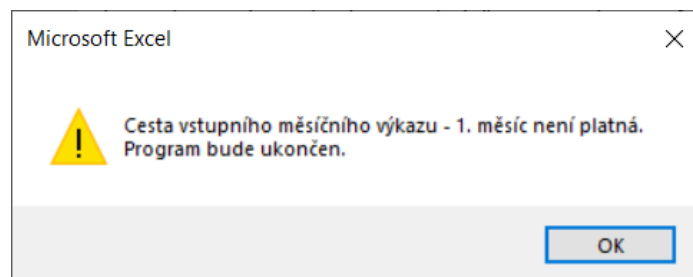 Microsoft Excel
Cesta vstupního měsíčního výkazu - 1. měsíc není platná.
Program bude ukončen.
OK